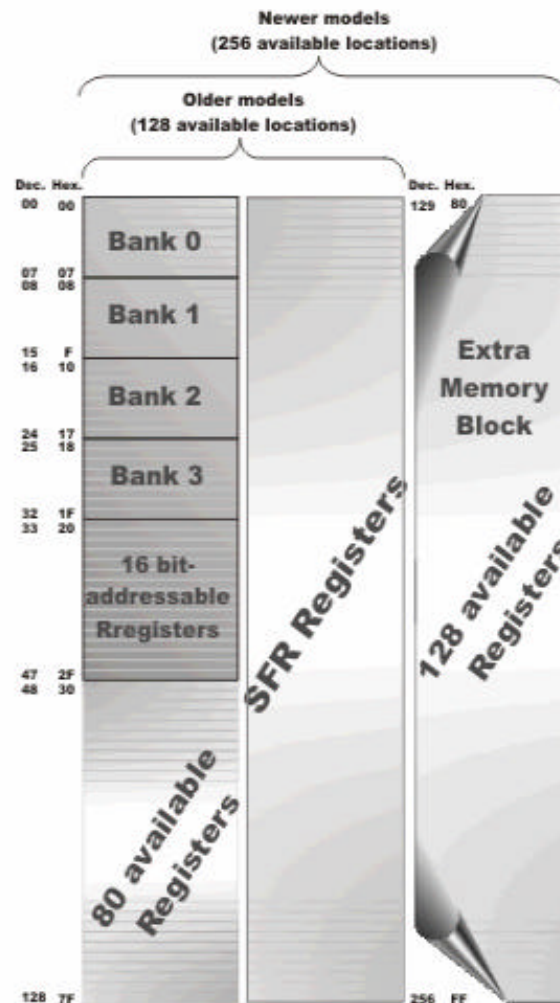 Newer models
(256 available locations)
Older models
(128 available locations)
Dec. Hex.
00 00
Bank 0
07 07
08 08
Bank 1
15 F
16 10
Bank 2
24 17
25 18
Bank 3
32 1F
33 20
16 bit-
addressable
Rregisters
47 2F
48 30
80 available
Registers
128 7F
SFR Registers
Dec. Hex.
129 80
Extra
Memory
Block
128 available
Registers
256 FF